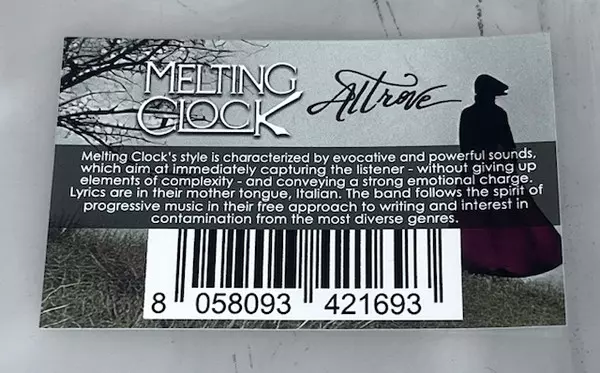 MELTING
CLOCK
Altrove
Melting Clock's style is characterized by evocative and powerful sounds,
which aim at immediately capturing the listener - without giving up
elements of complexity - and conveying a strong emotional charge.
Lyrics are in their mother tongue, Italian. The band follows the spirit of
progressive music in their free approach to writing and interest in
contamination from the most diverse genres.
8 058093 421693